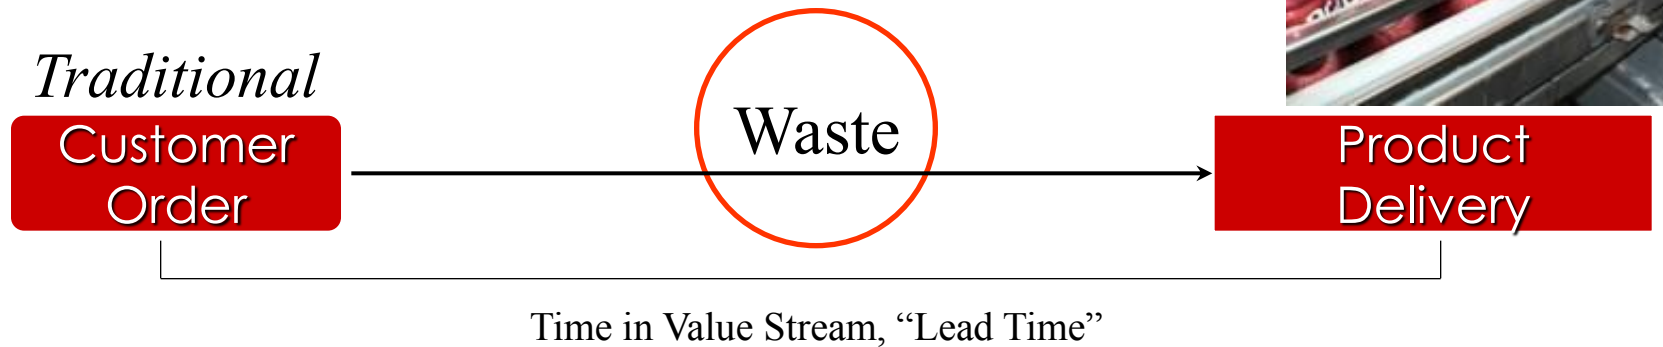 Traditional
Customer
Order
Waste
Product
Delivery
Time in Value Stream, “Lead Time”